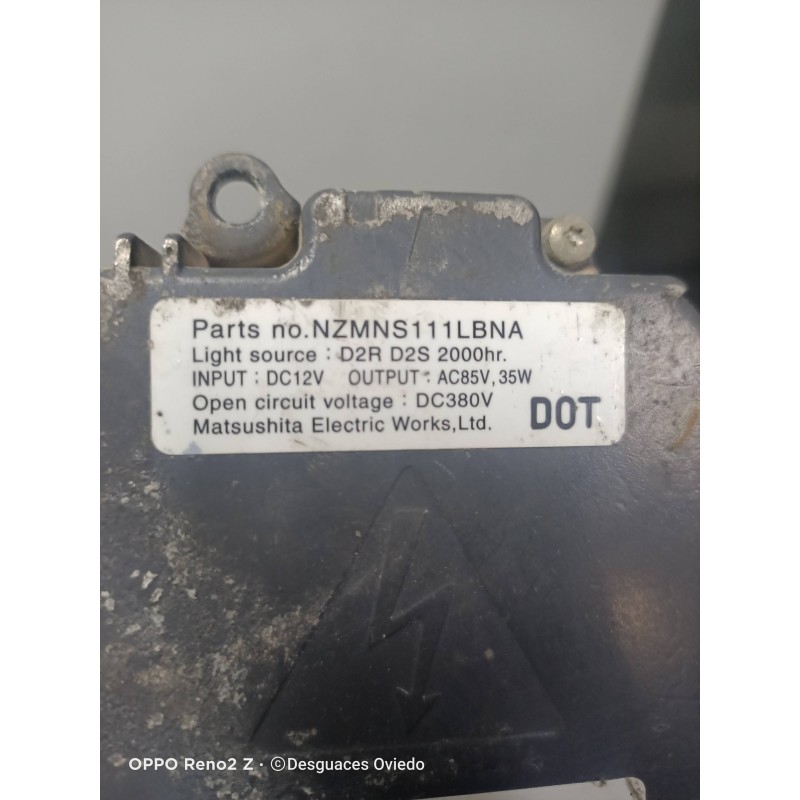 Parts no.NZMNS111LBNA
Light source : D2R D2S 2000hr.
INPUT : DC12V OUTPUT : AC85V,35W
Open circuit voltage : DC380V
Matsushita Electric Works,Ltd.
DOT
OPPO Reno2 Z · ©Desguaces Oviedo